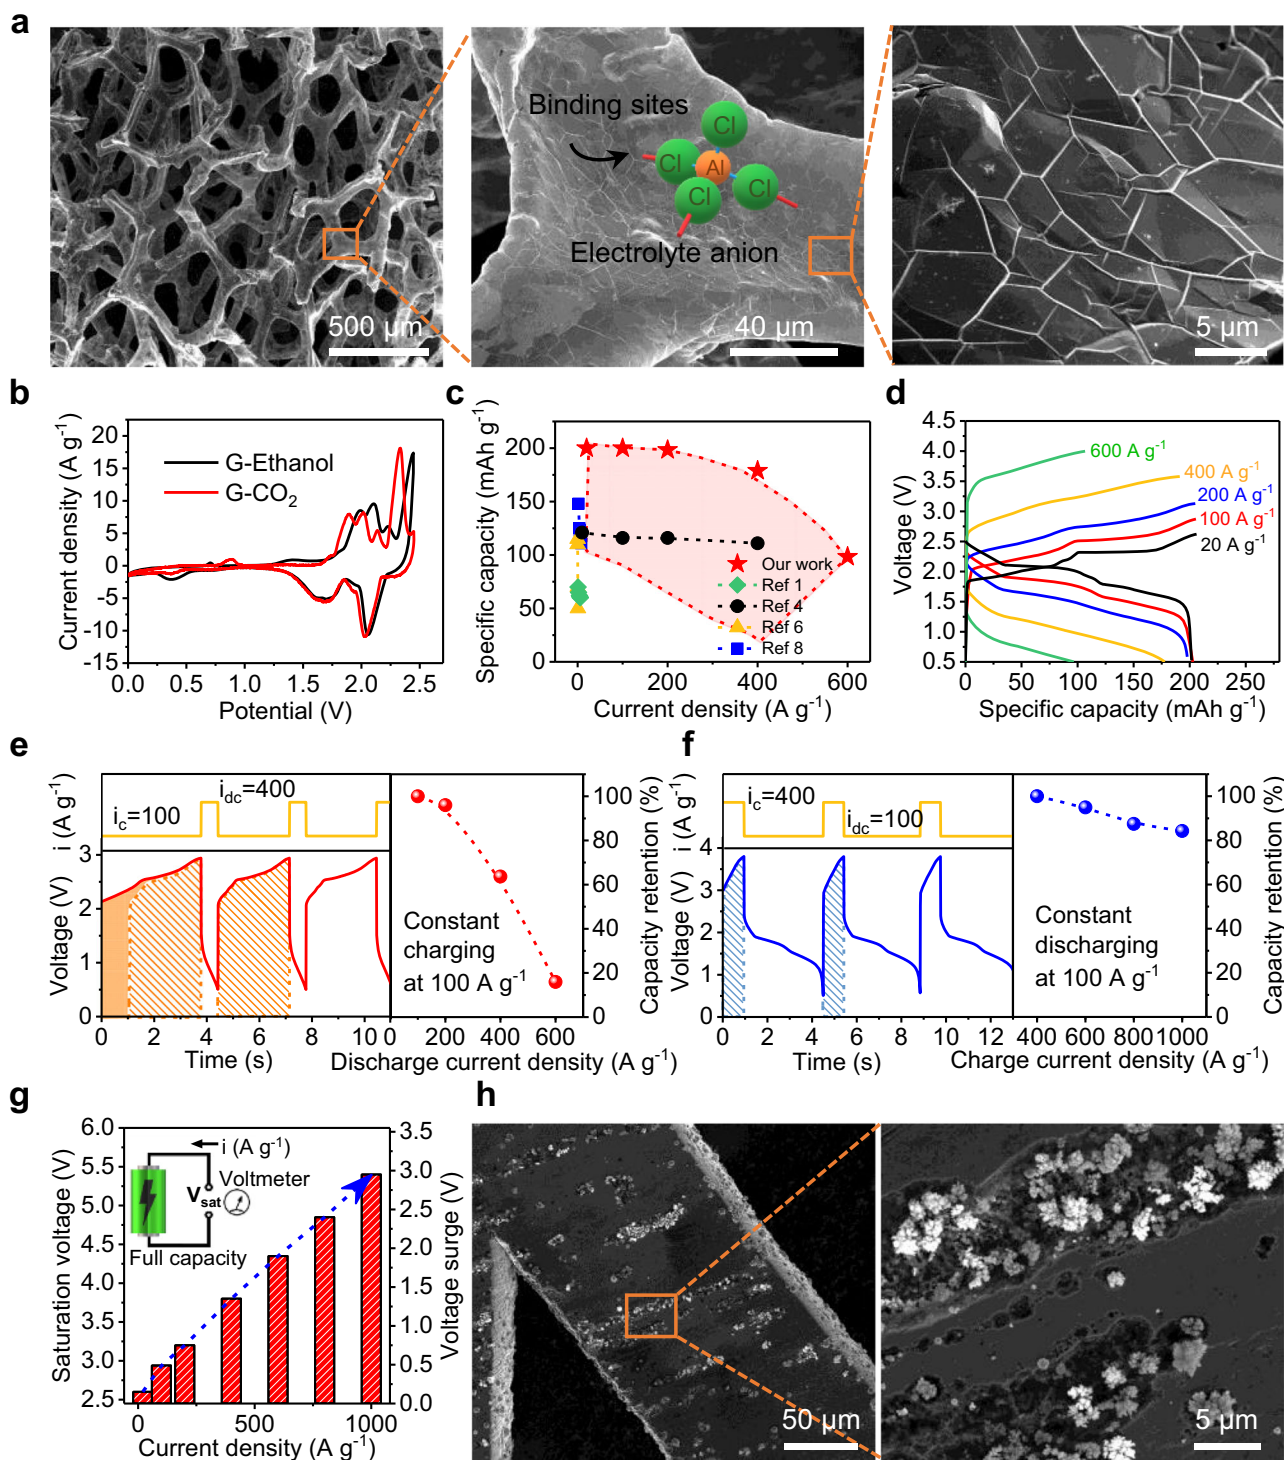 a
Binding sites
Cl
Cl
Al
Cl
Cl
Electrolyte anion
500 µm
40 µm
5 µm
b
Current density (A g⁻¹)
25
20
15
10
5
0
-5
-10
-15
G-Ethanol
G-CO₂
0.0
0.5
1.0
1.5
2.0
2.5
Potential (V)
c
Specific capacity (mAh g⁻¹)
200
150
100
50
0
Our work
Ref 1
Ref 4
Ref 6
Ref 8
0
200
400
600
Current density (A g⁻¹)
d
Voltage (V)
4.5
4.0
3.5
3.0
2.5
2.0
1.5
1.0
0.5
600 A g⁻¹
400 A g⁻¹
200 A g⁻¹
100 A g⁻¹
20 A g⁻¹
0
50
100
150
200
250
Specific capacity (mAh g⁻¹)
e
i (A g⁻¹)
i_c=100
i_dc=400
Voltage (V)
3
2
1
0
0
2
4
6
8
10
Time (s)
Constant
charging
at 100 A g⁻¹
0
200
400
600
Discharge current density (A g⁻¹)
100
80
60
40
20
0
Capacity retention (%)
f
i (A g⁻¹)
i_c=400
i_dc=100
Voltage (V)
4
3
2
1
0
0
2
4
6
8
10
12
Time (s)
Constant
discharging
at 100 A g⁻¹
400
600
800
1000
Charge current density (A g⁻¹)
100
80
60
40
20
0
Capacity retention (%)
g
Saturation voltage (V)
6.0
5.5
5.0
4.5
4.0
3.5
3.0
2.5
i (A g⁻¹)
Voltmeter
V_sat
Full capacity
3.5
3.0
2.5
2.0
1.5
1.0
0.5
0.0
Voltage surge (V)
0
500
1000
Current density (A g⁻¹)
h
50 µm
5 µm